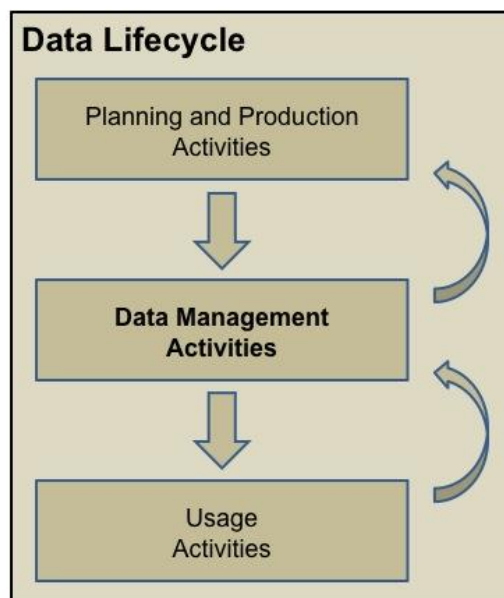 Data Lifecycle
Planning and Production
Activities
Data Management
Activities
Usage
Activities